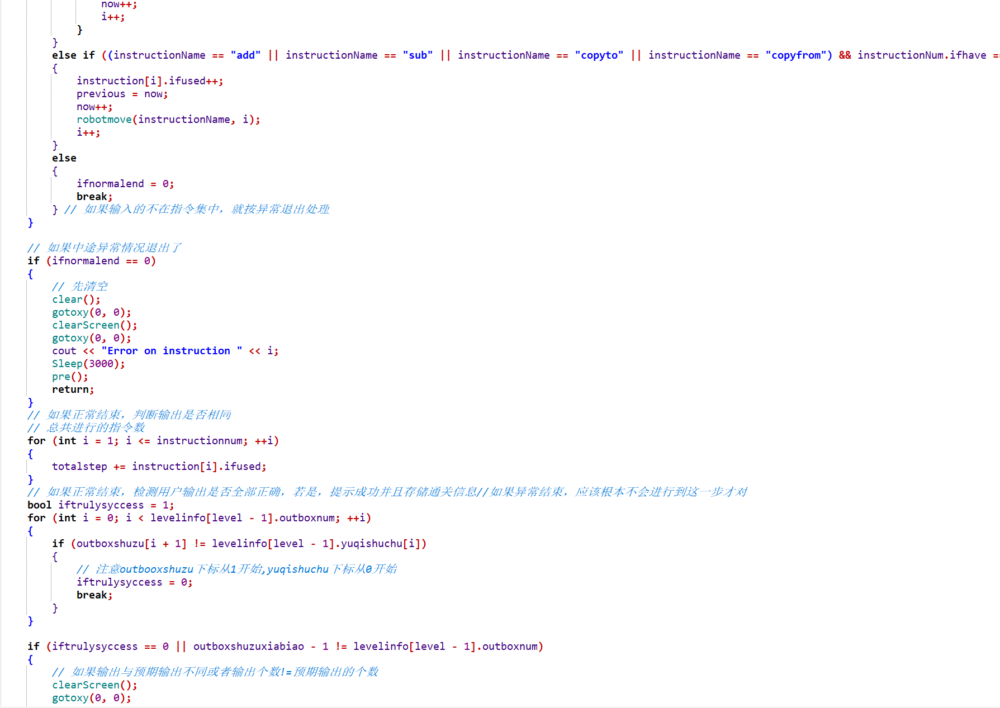 now++;
i++;
}
}
else if ((instructionName == "add" || instructionName == "sub" || instructionName == "copyto" || instructionName == "copyfrom") && instructionNum.ifhave ==
{
instruction[i].ifused++;
previous = now;
now++;
robotmove(instructionName, i);
i++;
}
else
{
ifnormalend = 0;
break;
} // 如果输入的不在指令集中，就按异常退出处理
}
// 如果中途异常情况退出了
if (ifnormalend == 0)
{
// 先清空
clear();
gotoxy(0, 0);
clearScreen();
gotoxy(0, 0);
cout << "Error on instruction " << i;
Sleep(3000);
pre();
return;
}
// 如果正常结束，判断输出是否相同
// 总共进行的指令数
for (int i = 1; i <= instructionnum; ++i)
{
totalstep += instruction[i].ifused;
}
// 如果正常结束，检测用户输出是否全部正确，若是，提示成功并且存储通关信息//如果异常结束，应该根本不会进行到这一步才对
bool iftrulysyccess = 1;
for (int i = 0; i < levelinfo[level - 1].outboxnum; ++i)
{
if (outboxshuzu[i + 1] != levelinfo[level - 1].yuqishuchu[i])
{
// 注意outbooxshuzu下标从1开始,yuqishuchu下标从0开始
iftrulysyccess = 0;
break;
}
}
if (iftrulysyccess == 0 || outboxshuzuxiabiao - 1 != levelinfo[level - 1].outboxnum)
{
// 如果输出与预期输出不同或者输出个数!=预期输出的个数
clearScreen();
gotoxy(0, 0);